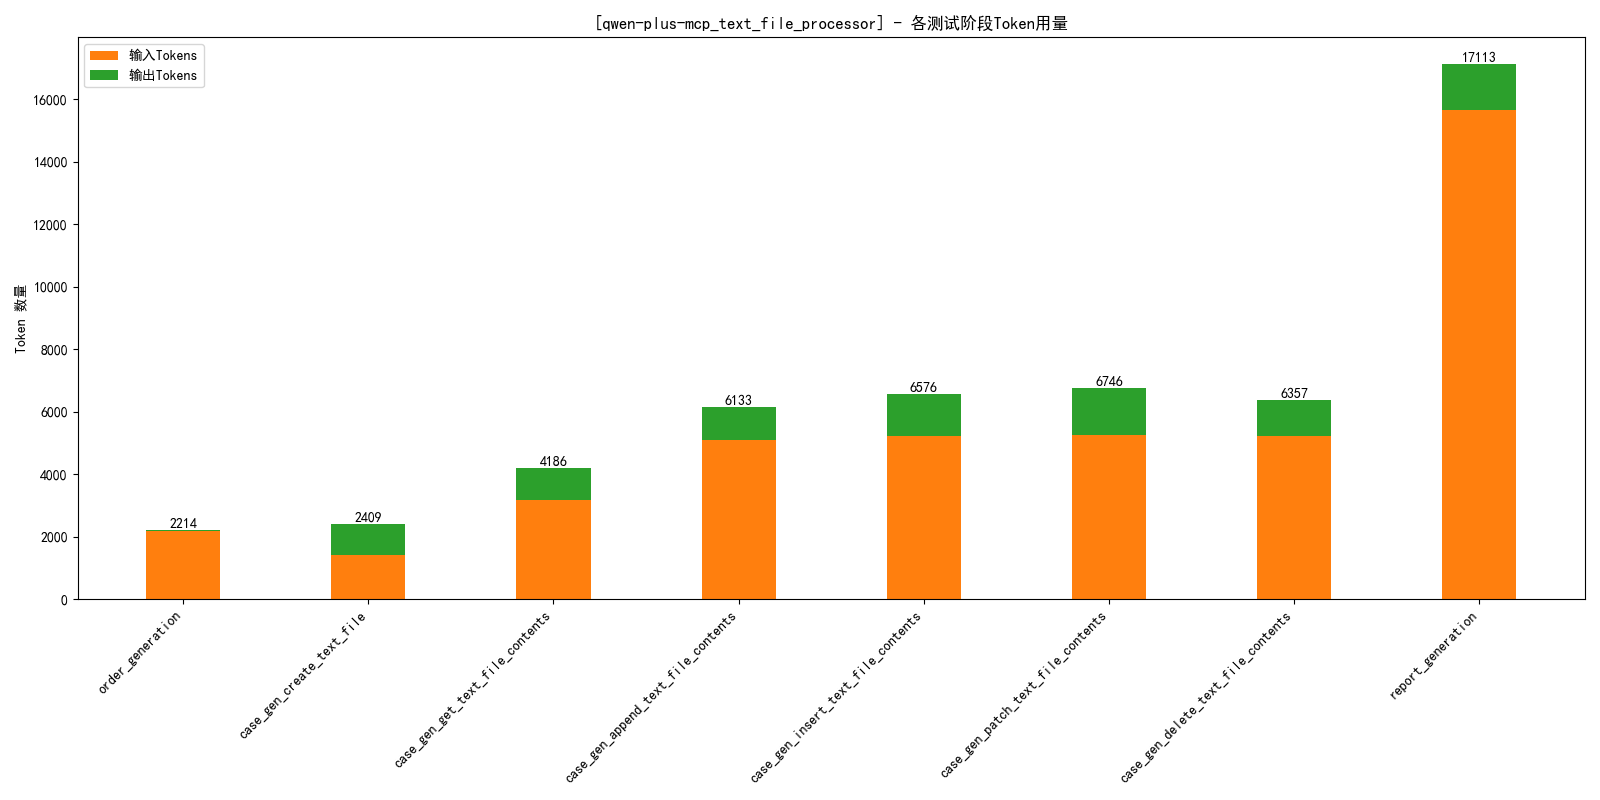 [qwen-plus-mcp_text_file_processor] - 各测试阶段Token用量
输入Tokens
输出Tokens
Token 数量
16000
14000
12000
10000
8000
6000
4000
2000
0
2214
2409
4186
6133
6576
6746
6357
17113
order_generation
case_gen_create_text_file
case_gen_get_text_file_contents
case_gen_append_text_file_contents
case_gen_insert_text_file_contents
case_gen_patch_text_file_contents
case_gen_delete_text_file_contents
report_generation